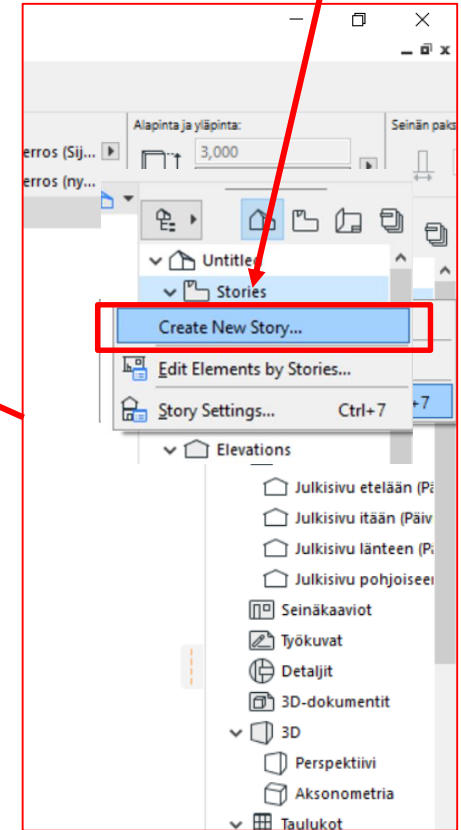 Alapinta ja yläpinta:
Seinän paks
erros (Sij...
3,000
erros (ny...
Untitled
Stories
Create New Story...
Edit Elements by Stories...
Story Settings... Ctrl+7
+7
Elevations
Julkisivu etelään (Pä
Julkisivu itään (Päiv
Julkisivu länteen (Pä
Julkisivu pohjoiseen
Seinäkaaviot
Työkuvat
Detaljit
3D-dokumentit
3D
Perspektiivi
Aksonometria
Taulukot